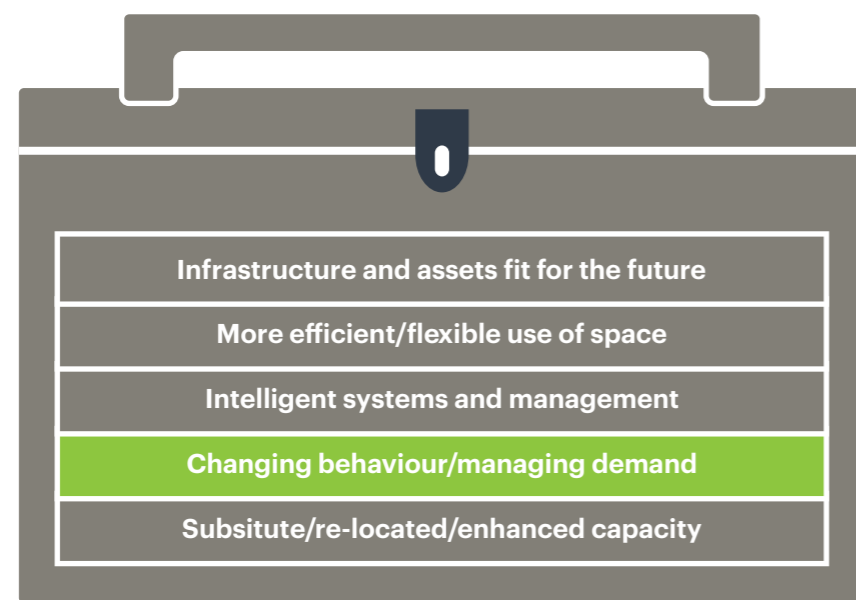 Infrastructure and assets fit for the future
More efficient/flexible use of space
Intelligent systems and management
Changing behaviour/managing demand
Subsitute/re-located/enhanced capacity